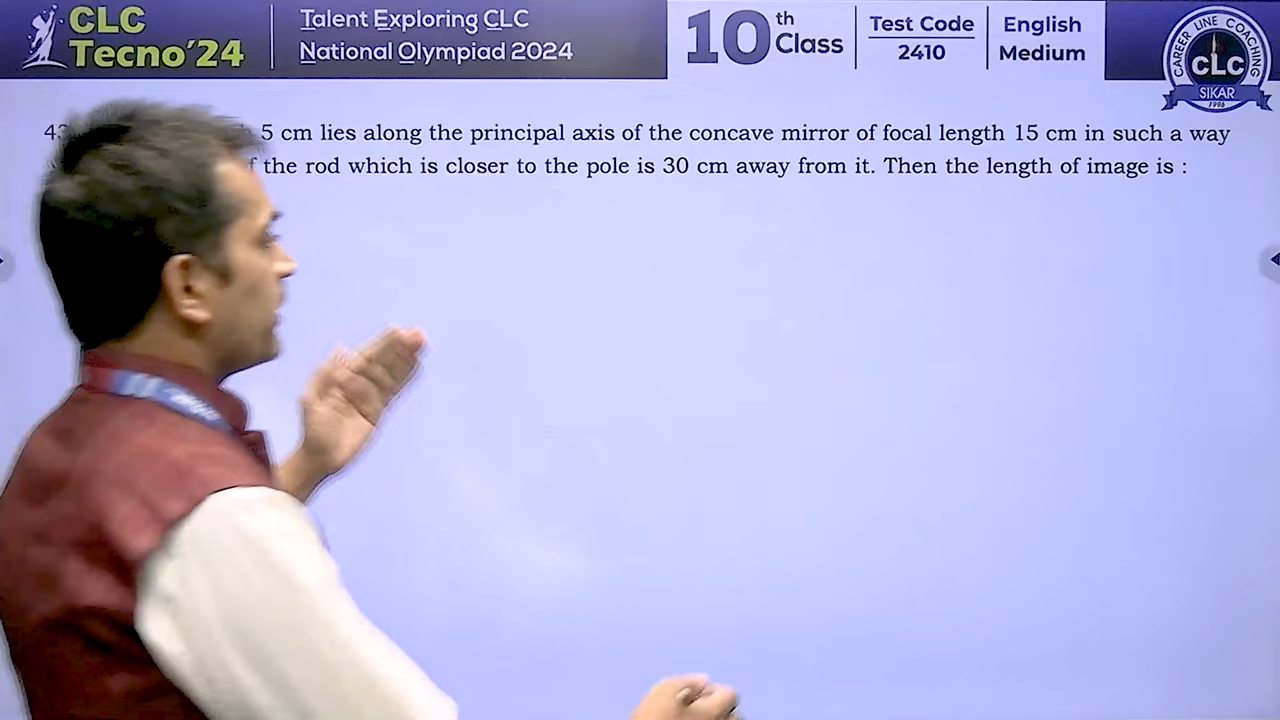 CLC
Tecno'24
Talent Exploring CLC
National Olympiad 2024
10th Class
Test Code
2410
English
Medium
CAREER LINE COACHING
CLC
SIKAR
1996
5 cm lies along the principal axis of the concave mirror of focal length 15 cm in such a way
the rod which is closer to the pole is 30 cm away from it. Then the length of image is :